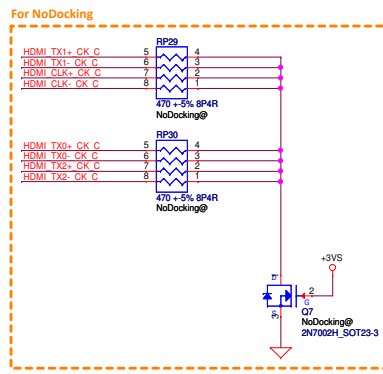 For NoDocking
RP29
HDMI_TX1+_CK_C 5 4
HDMI_TX1-_CK_C 6 3
HDMI_CLK+_CK_C 7 2
HDMI_CLK-_CK_C 8 1
470 +-5% 8P4R
NoDocking@
RP30
HDMI_TX0+_CK_C 5 4
HDMI_TX0-_CK_C 6 3
HDMI_TX2+_CK_C 7 2
HDMI_TX2-_CK_C 8 1
470 +-5% 8P4R
NoDocking@
+3VS
1 D
2
G
S
3
Q7
NoDocking@
2N7002H_SOT23-3